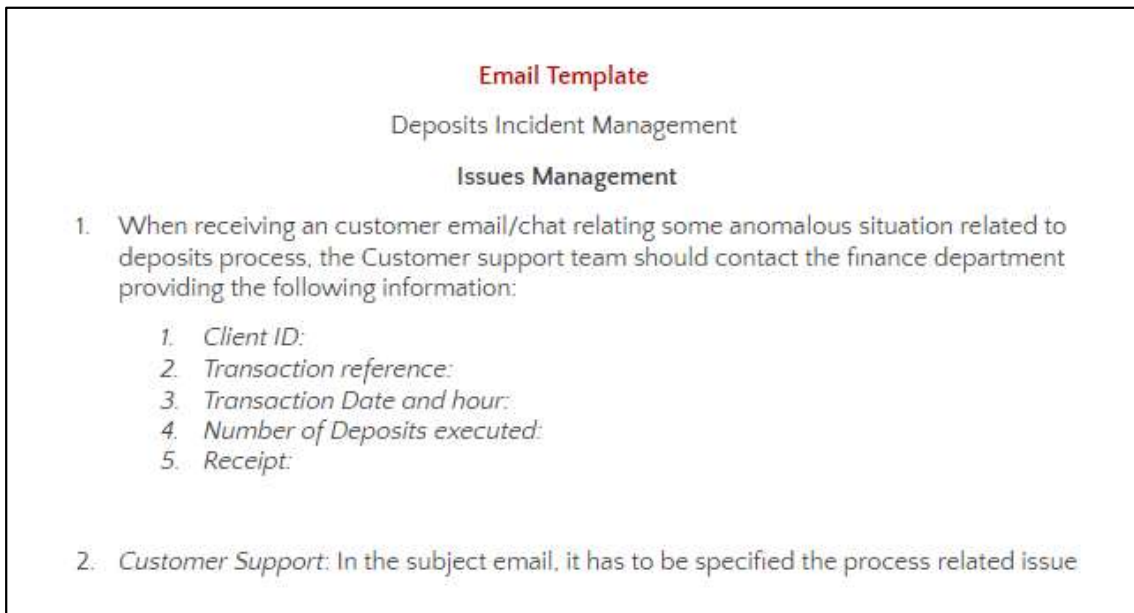 Email Template
Deposits Incident Management
Issues Management
1. When receiving an customer email/chat relating some anomalous situation related to
deposits process, the Customer support team should contact the finance department
providing the following information:
1. Client ID:
2. Transaction reference:
3. Transaction Date and hour:
4. Number of Deposits executed:
5. Receipt:
2. Customer Support: In the subject email, it has to be specified the process related issue